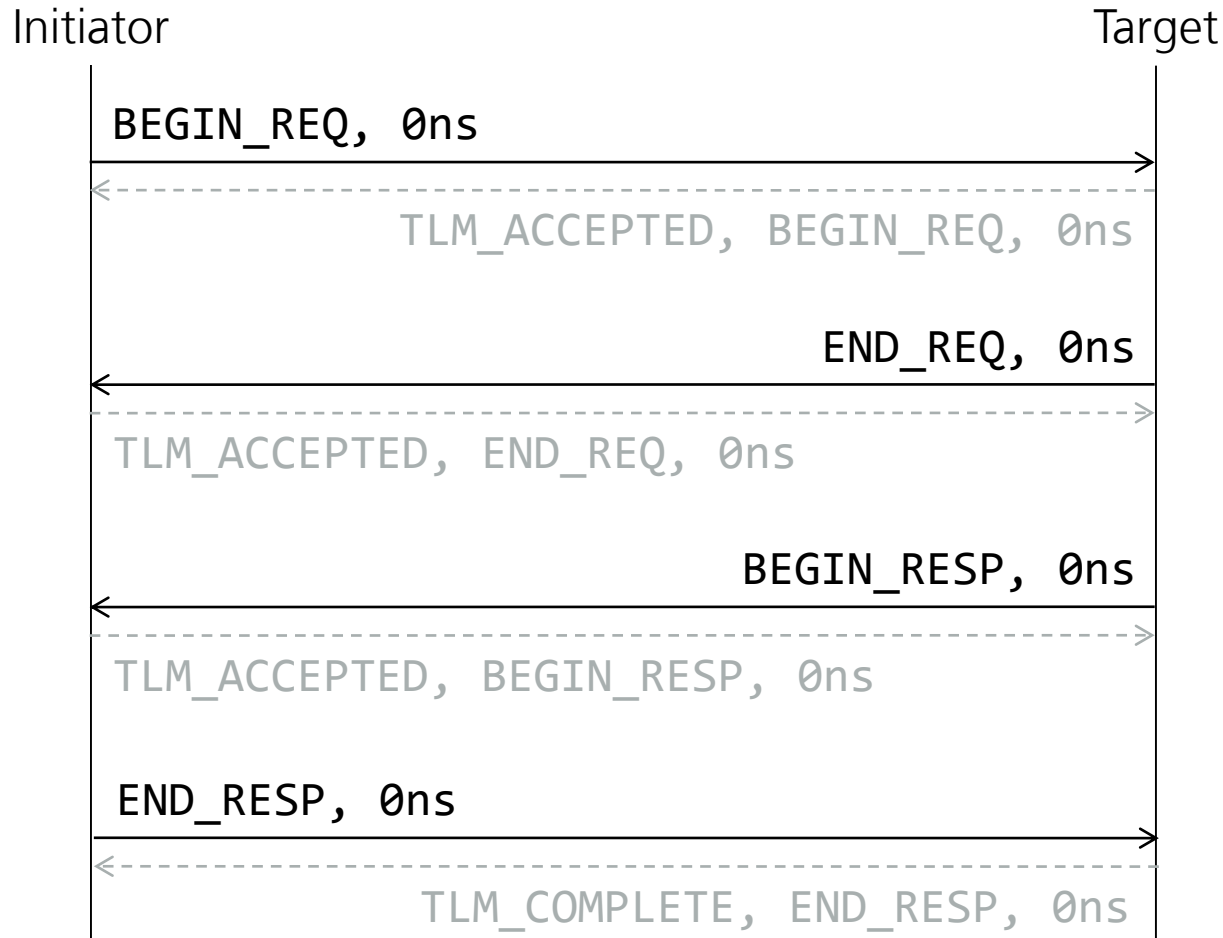 Initiator
Target
BEGIN_REQ, 0ns
TLM_ACCEPTED, BEGIN_REQ, 0ns
END_REQ, 0ns
TLM_ACCEPTED, END_REQ, 0ns
BEGIN_RESP, 0ns
TLM_ACCEPTED, BEGIN_RESP, 0ns
END_RESP, 0ns
TLM_COMPLETE, END_RESP, 0ns